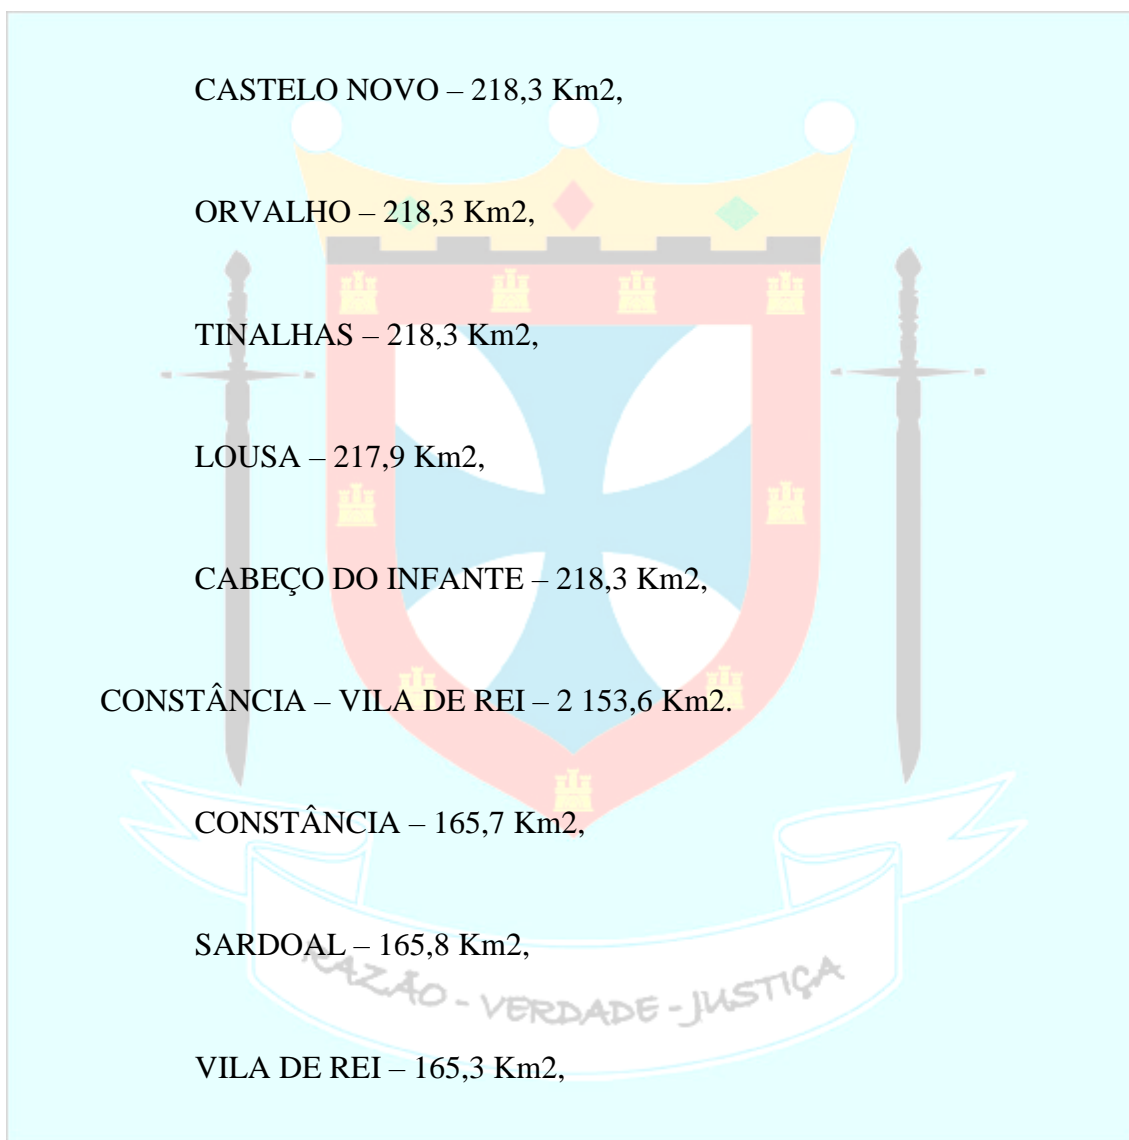 CASTELO NOVO – 218,3 Km2,
ORVALHO – 218,3 Km2,
TINALHAS – 218,3 Km2,
LOUSA – 217,9 Km2,
CABEÇO DO INFANTE – 218,3 Km2,
CONSTÂNCIA – VILA DE REI – 2 153,6 Km2.
CONSTÂNCIA – 165,7 Km2,
SARDOAL – 165,8 Km2,
RAZÃO - VERDADE - JUSTIÇA
VILA DE REI – 165,3 Km2,